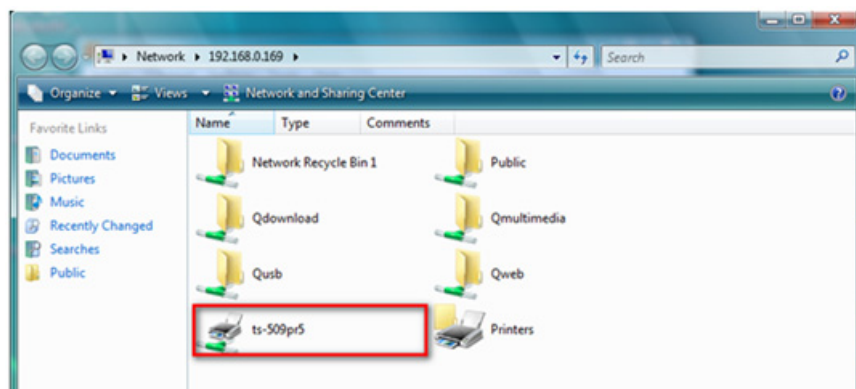 Network 192.168.0.169 Search
Organize Views Network and Sharing Center
Favorite Links
Documents
Pictures
Music
Recently Changed
Searches
Public
Name Type Comments
Network Recycle Bin 1 Public
Qdownload Qmultimedia
Qusb Qweb
ts-509pr5 Printers